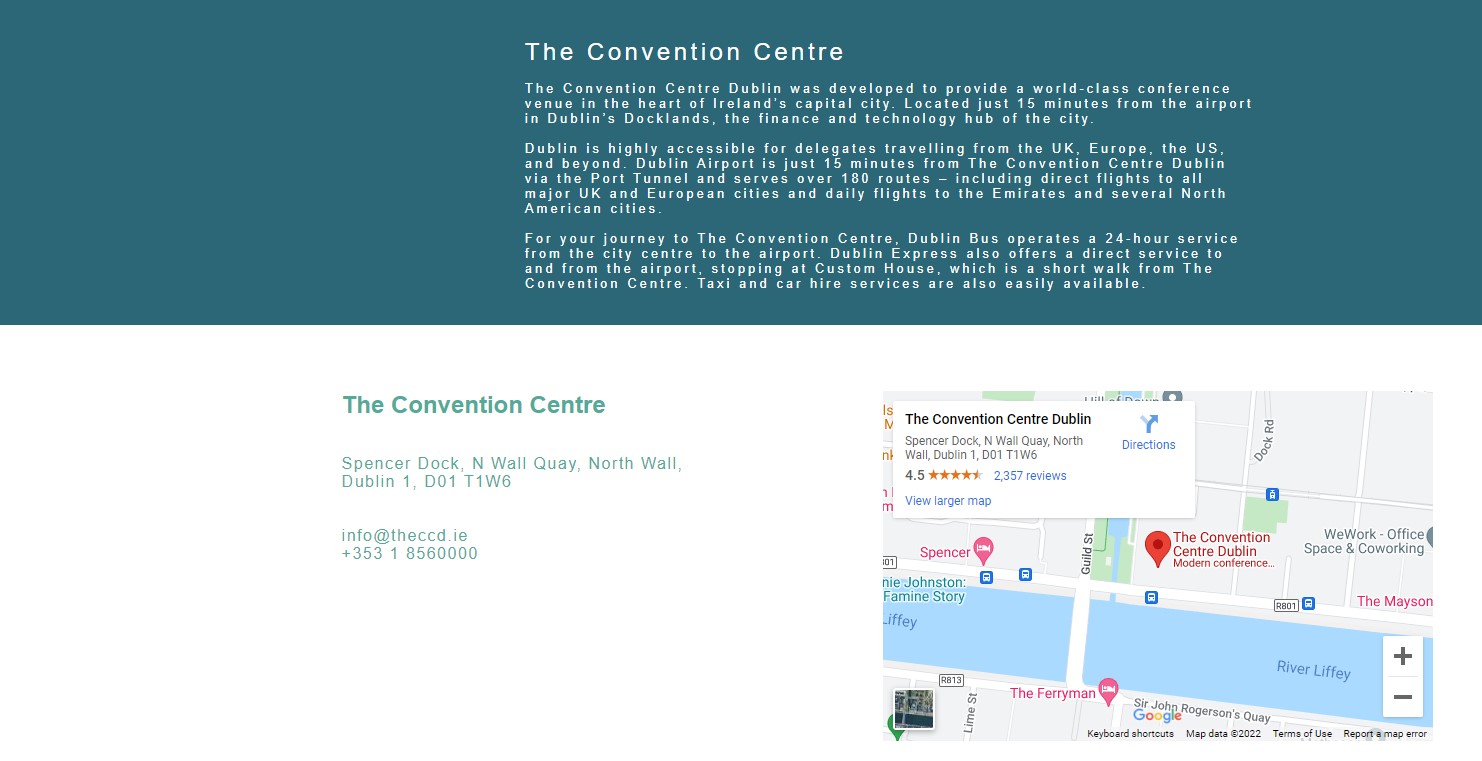 The Convention Centre
The Convention Centre Dublin was developed to provide a world-class conference
venue in the heart of Ireland's capital city. Located just 15 minutes from the airport
in Dublin's Docklands, the finance and technology hub of the city.
Dublin is highly accessible for delegates travelling from the UK, Europe, the US,
and beyond. Dublin Airport is just 15 minutes from The Convention Centre Dublin
via the Port Tunnel and serves over 180 routes – including direct flights to all
major UK and European cities and daily flights to the Emirates and several North
American cities.
For your journey to The Convention Centre, Dublin Bus operates a 24-hour service
from the city centre to the airport. Dublin Express also offers a direct service to
and from the airport, stopping at Custom House, which is a short walk from The
Convention Centre. Taxi and car hire services are also easily available.
The Convention Centre
Spencer Dock, N Wall Quay, North Wall,
Dublin 1, D01 T1W6
info@theccd.ie
+353 1 8560000
The Convention Centre Dublin
Spencer Dock, N Wall Quay, North
Wall, Dublin 1, D01 T1W6
4.5
2,357 reviews
View larger map
Directions
Dock Rd
Guild St
Spencer
The Convention
Centre Dublin
Modern conference...
WeWork - Office
Space & Coworking
nie Johnston:
Famine Story
R801
The Mayson
Liffey
River Liffey
R813
The Ferryman
Lime St
Sir John Rogerson's Quay
Google
Keyboard shortcuts
Map data ©2022
Terms of Use
Report a map error